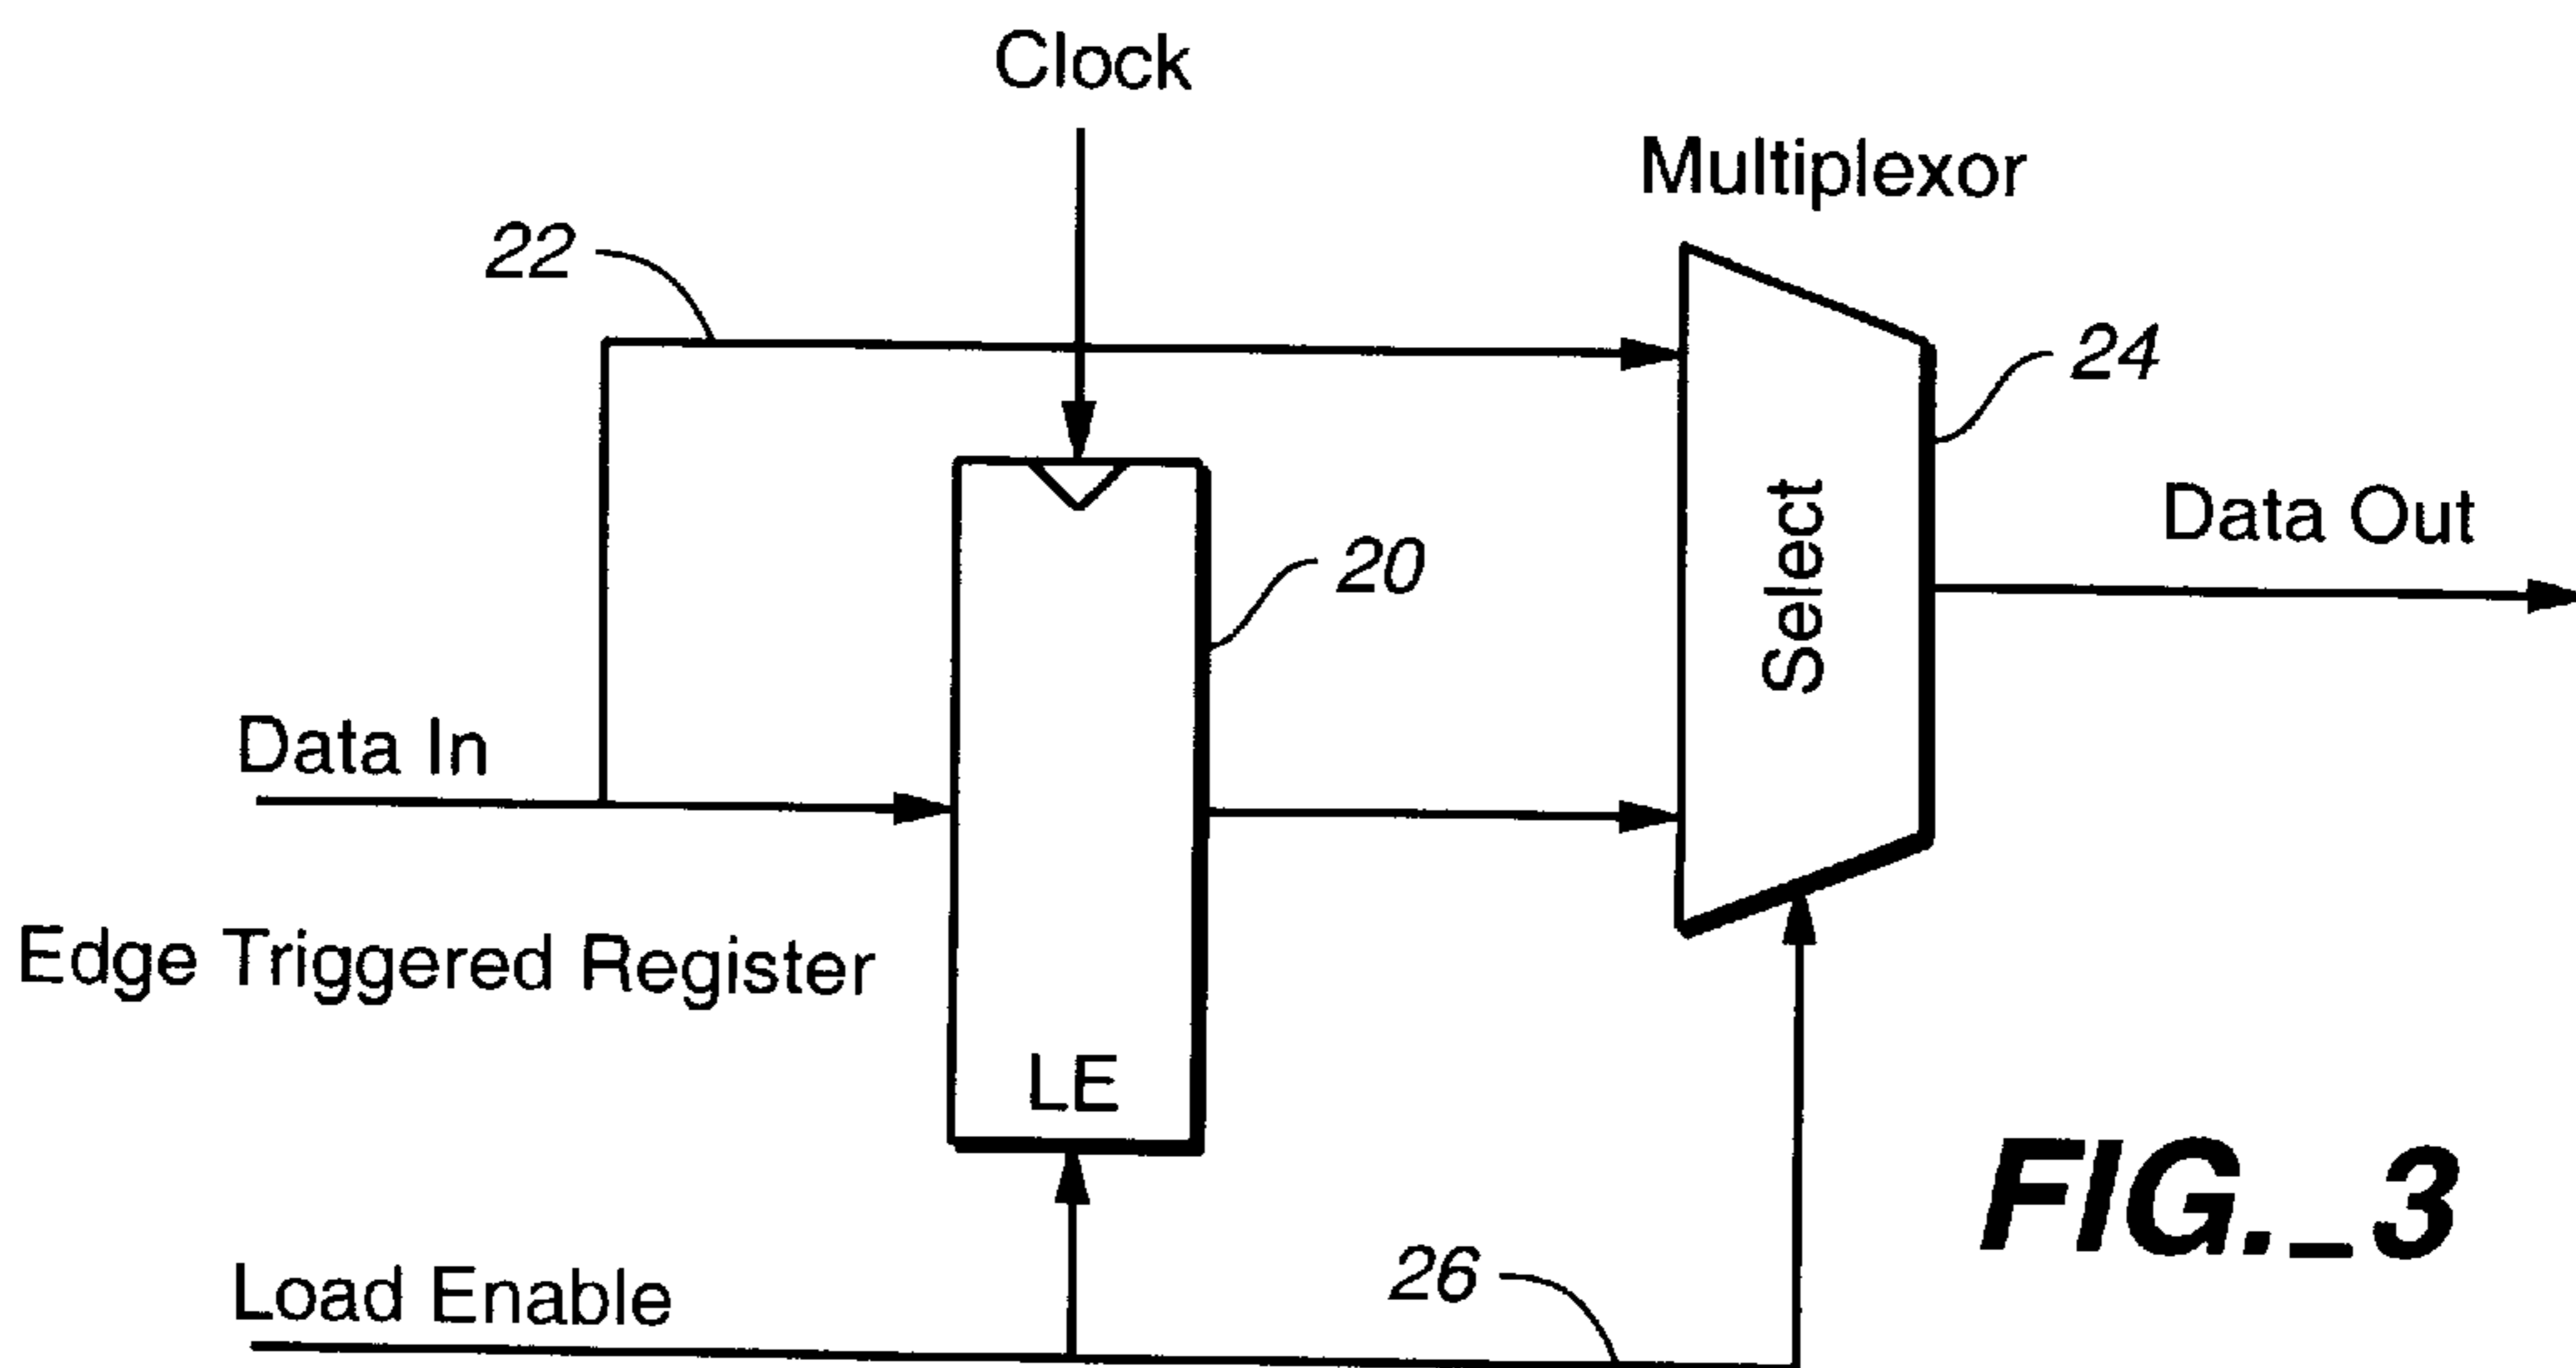 Clock
Multiplexor
22
24
Data Out
Select
20
Data In
Edge Triggered Register
LE
Load Enable
26
FIG._3